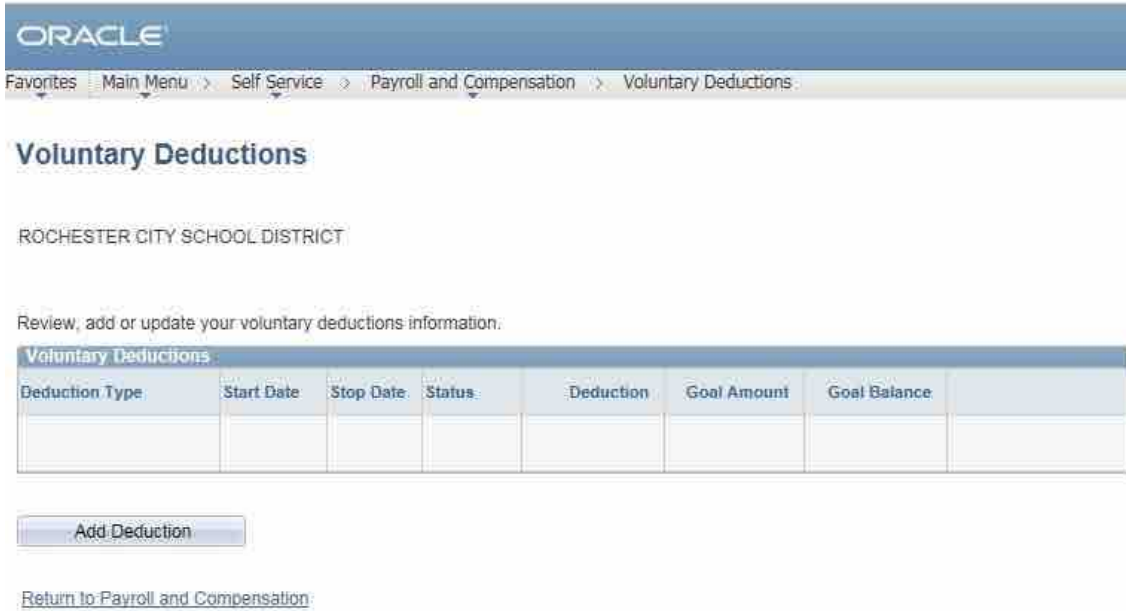 ORACLE
Favorites Main Menu > Self Service > Payroll and Compensation > Voluntary Deductions
Voluntary Deductions
ROCHESTER CITY SCHOOL DISTRICT
Review, add or update your voluntary deductions information.
Voluntary Deductions
Deduction Type Start Date Stop Date Status Deduction Goal Amount Goal Balance
Add Deduction
Return to Payroll and Compensation